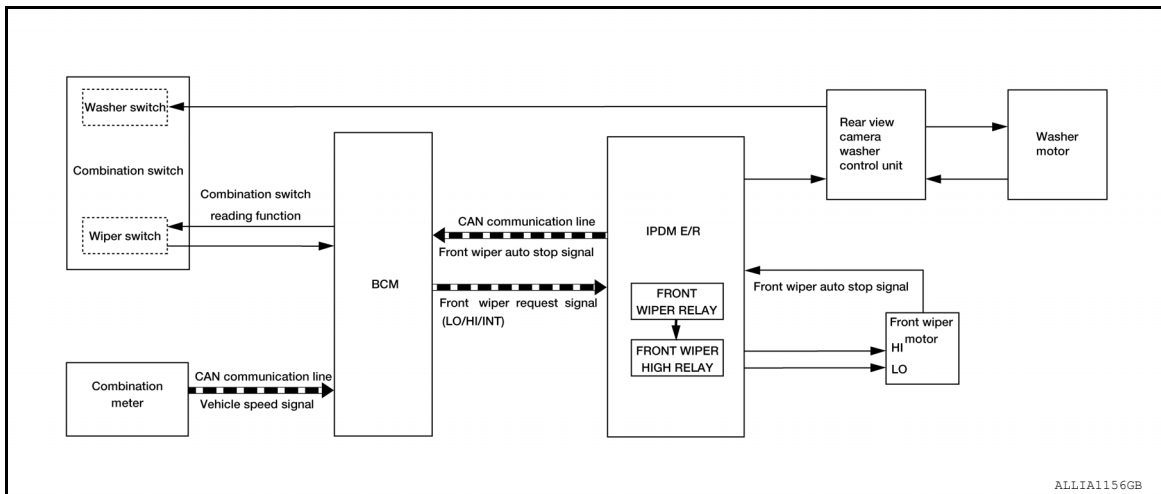 Washer switch
Combination switch
Wiper switch
Combination switch
reading function
Combination
meter
CAN communication line
Vehicle speed signal
BCM
CAN communication line
Front wiper auto stop signal
Front wiper request signal
(LO/HI/INT)
IPDM E/R
FRONT
WIPER RELAY
FRONT WIPER
HIGH RELAY
Rear view
camera
washer
control unit
Washer
motor
Front wiper auto stop signal
Front wiper
motor
HI
LO
ALLIA1156GB